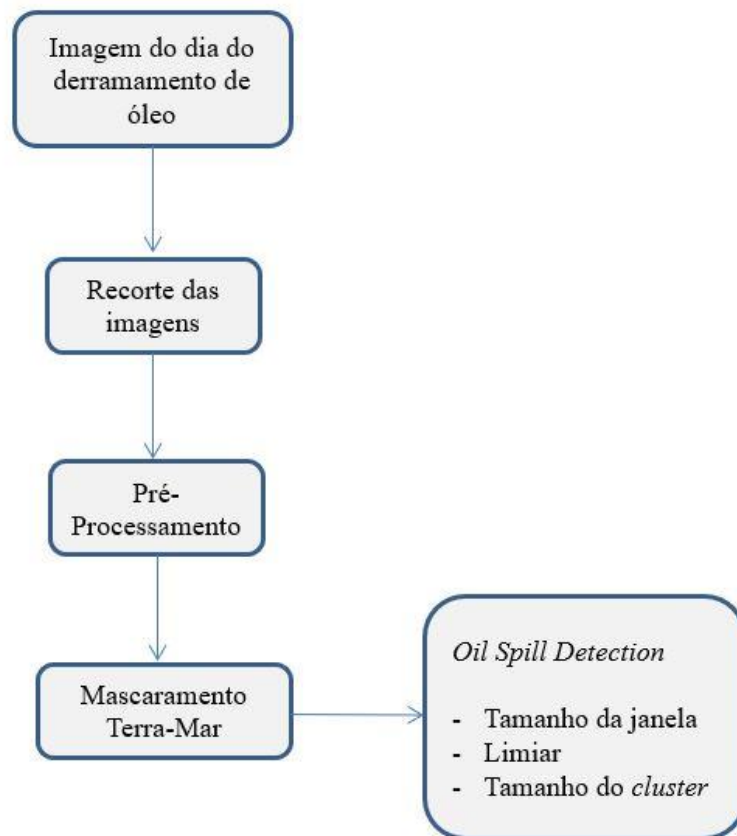 Imagem do dia do
derramamento de
óleo
Recorte das
imagens
Pré-
Processamento
Mascaramento
Terra-Mar
Oil Spill Detection
- Tamanho da janela
- Limiar
- Tamanho do cluster